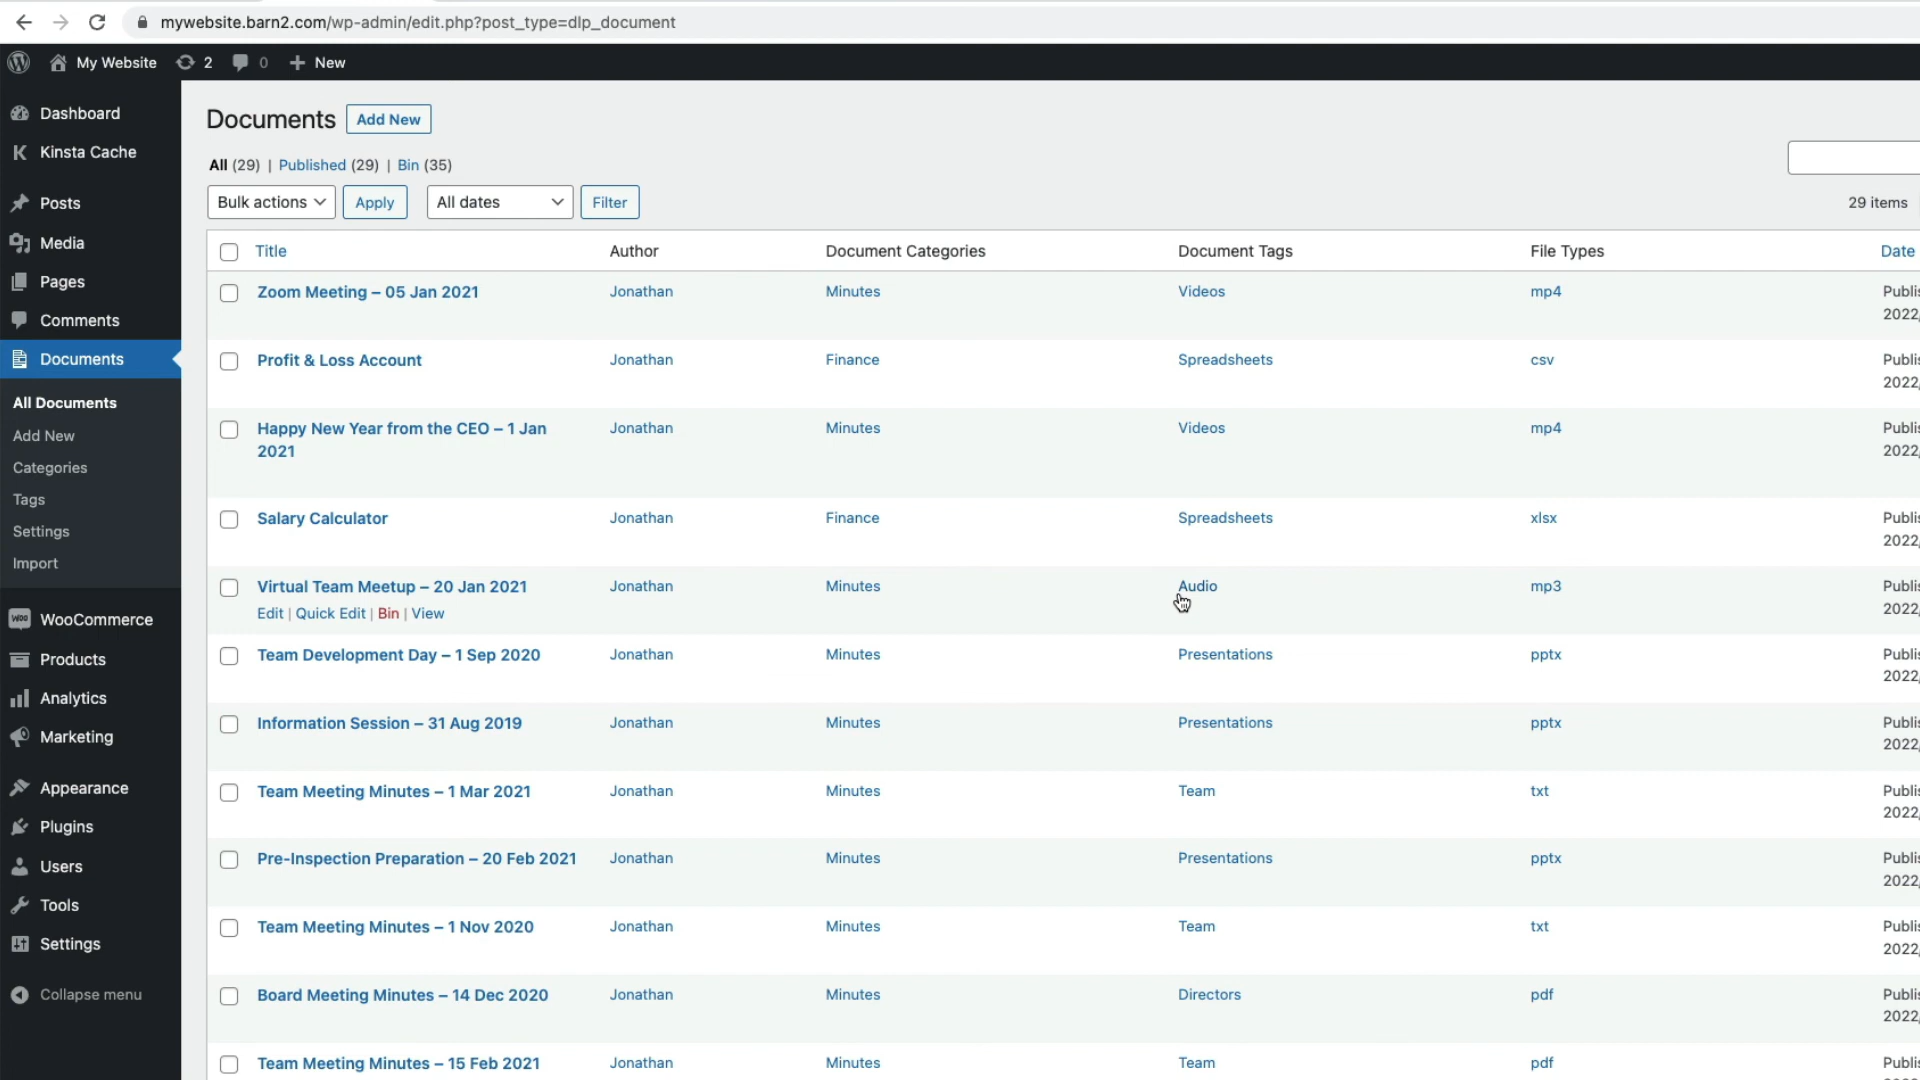 mywebsite.barn2.com/wp-admin/edit.php?post_type=dlp_document
My Website 2 0 New
Dashboard
Kinsta Cache
Posts
Media
Pages
Comments
Documents
All Documents
Add New
Categories
Tags
Settings
Import
WooCommerce
Products
Analytics
Marketing
Appearance
Plugins
Users
Tools
Settings
Collapse menu
Documents Add New
All (29) | Published (29) | Bin (35)
Bulk actions Apply All dates Filter 29 items
Title Author Document Categories Document Tags File Types Date
Zoom Meeting – 05 Jan 2021 Jonathan Minutes Videos mp4 Publis
2022,
Profit & Loss Account Jonathan Finance Spreadsheets csv Publis
2022,
Happy New Year from the CEO – 1 Jan Jonathan Minutes Videos mp4 Publis
2021 2022,
Salary Calculator Jonathan Finance Spreadsheets xlsx Publis
2022,
Virtual Team Meetup – 20 Jan 2021 Jonathan Minutes Audio mp3 Publis
Edit | Quick Edit | Bin | View 2022,
Team Development Day – 1 Sep 2020 Jonathan Minutes Presentations pptx Publis
2022,
Information Session – 31 Aug 2019 Jonathan Minutes Presentations pptx Publis
2022,
Team Meeting Minutes – 1 Mar 2021 Jonathan Minutes Team txt Publis
2022,
Pre-Inspection Preparation – 20 Feb 2021 Jonathan Minutes Presentations pptx Publis
2022,
Team Meeting Minutes – 1 Nov 2020 Jonathan Minutes Team txt Publis
2022,
Board Meeting Minutes – 14 Dec 2020 Jonathan Minutes Directors pdf Publis
2022,
Team Meeting Minutes – 15 Feb 2021 Jonathan Minutes Team pdf Publis